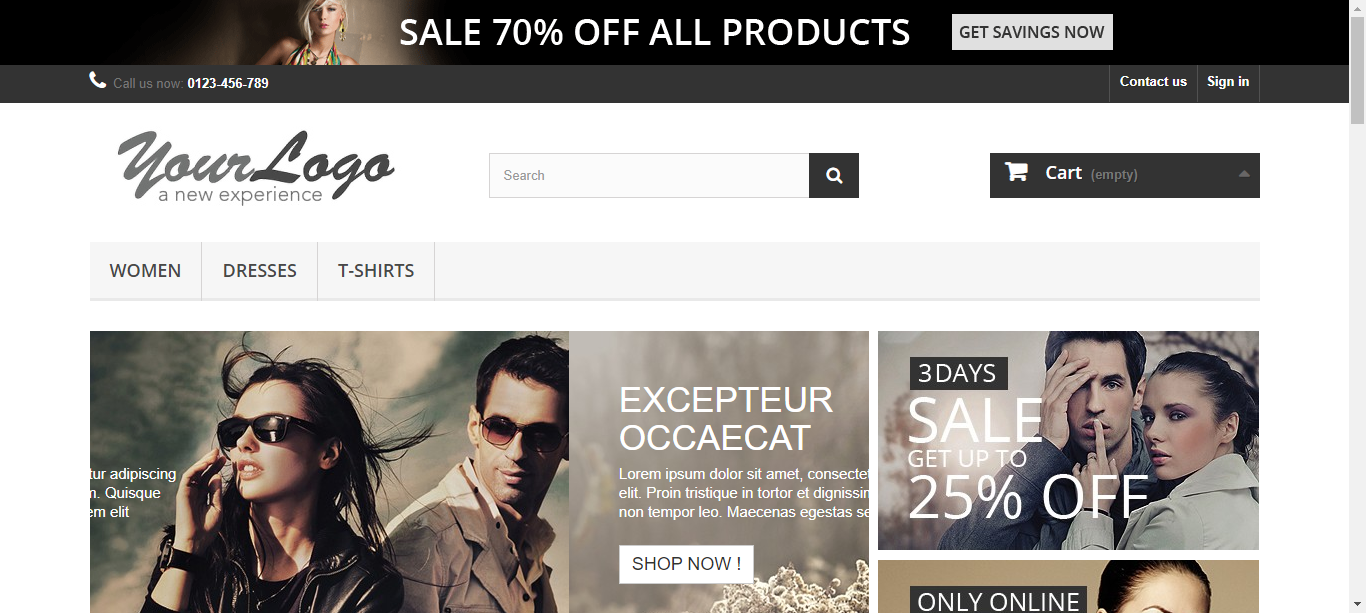 SALE 70% OFF ALL PRODUCTS
GET SAVINGS NOW
Call us now: 0123-456-789
Contact us
Sign in
YourLogo
a new experience
Search
Cart (empty)
WOMEN
DRESSES
T-SHIRTS
tur adipiscing
n. Quisque
em elit
EXCEPTEUR
OCCAECAT
Lorem ipsum dolor sit amet, consectet
elit. Proin tristique in tortor et dignissin
non tempor leo. Maecenas egestas se
SHOP NOW !
3 DAYS
SALE
GET UP TO
25% OFF
ONLY ONLINE